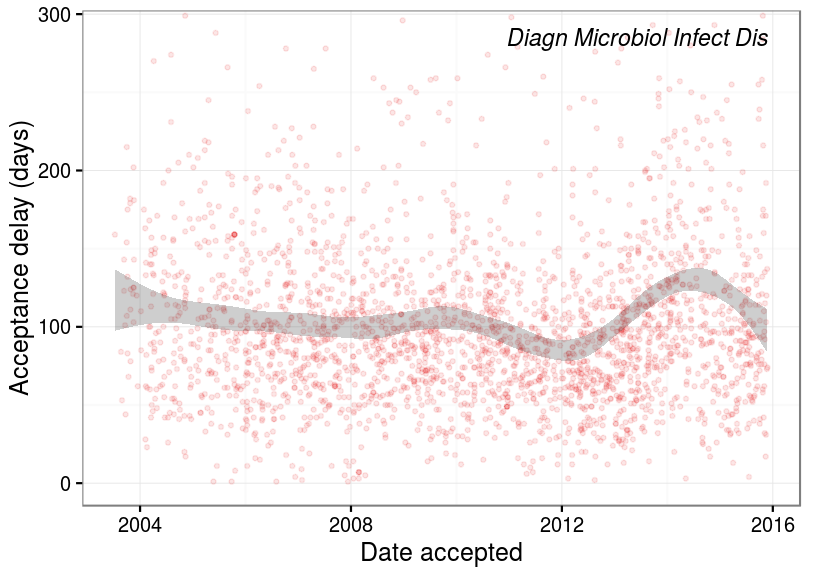 Diagn Microbiol Infect Dis
Acceptance delay (days)
300
200
100
0
2004 2008 2012 2016
Date accepted